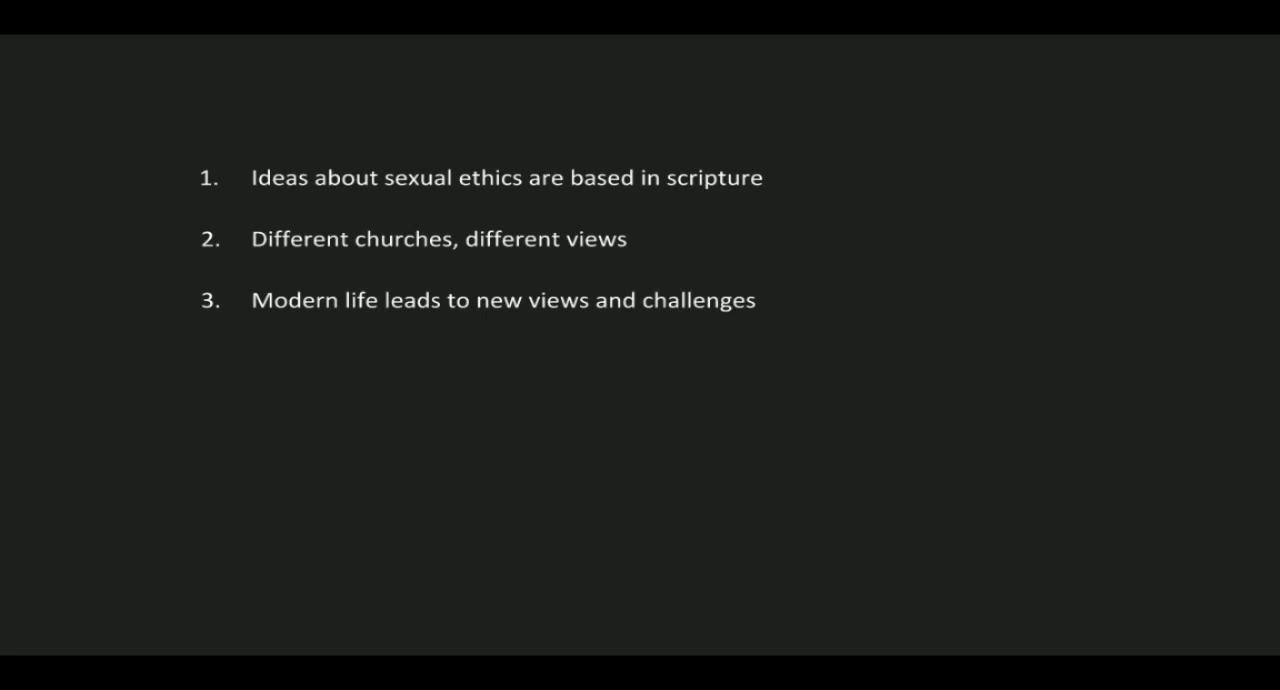 1. Ideas about sexual ethics are based in scripture
2. Different churches, different views
3. Modern life leads to new views and challenges